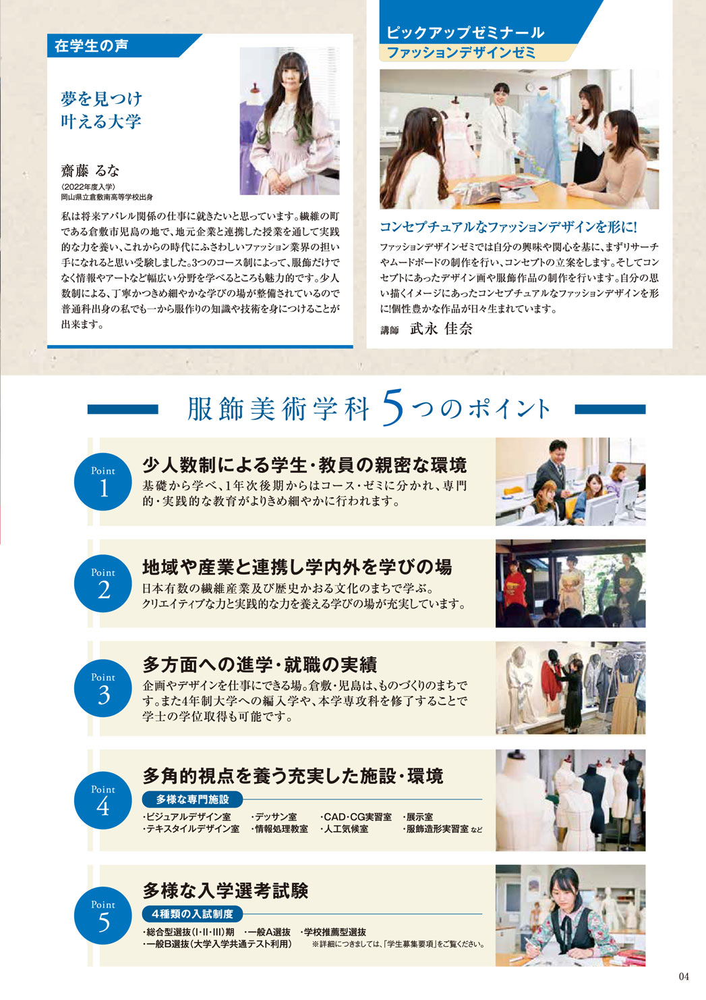 在学生の声
夢を見つけ
叶える大学
齋藤 るな
〈2022年度入学〉
岡山県立倉敷南高等学校出身
私は将来アパレル関係の仕事に就きたいと思っています。繊維の町
である倉敷市児島の地で、地元企業と連携した授業を通して実践
的な力を養い、これからの時代にふさわしいファッション業界の担い
手になれると思い受験しました。3つのコース制によって、服飾だけで
なく情報やアートなど幅広い分野を学べるところも魅力的です。少人
数制による、丁寧かつきめ細やかな学びの場が整備されているので
普通科出身の私でも一から服作りの知識や技術を身につけることが
出来ます。
ピックアップゼミナール
ファッションデザインゼミ
コンセプチュアルなファッションデザインを形に!
ファッションデザインゼミでは自分の興味や関心を基に、まずリサーチ
やムードボードの制作を行い、コンセプトの立案をします。そしてコン
セプトにあったデザイン画や服飾作品の制作を行います。自分の思
い描くイメージにあったコンセプチュアルなファッションデザインを形
に!個性豊かな作品が日々生まれています。
講師 武永 佳奈
服飾美術学科5つのポイント
Point
1
少人数制による学生・教員の親密な環境
基礎から学べ、1年次後期からはコース・ゼミに分かれ、専門
的・実践的な教育がよりきめ細やかに行われます。
Point
2
地域や産業と連携し学内外を学びの場
日本有数の繊維産業及び歴史かおる文化のまちで学ぶ。
クリエイティブな力と実践的な力を養える学びの場が充実しています。
Point
3
多方面への進学・就職の実績
企画やデザインを仕事にできる場。倉敷・児島は、ものづくりのまちで
す。また4年制大学への編入学や、本学専攻科を修了することで
学士の学位取得も可能です。
Point
4
多角的視点を養う充実した施設・環境
多様な専門施設
・ビジュアルデザイン室 ・デッサン室 ・CAD・CG実習室 ・展示室
・テキスタイルデザイン室 ・情報処理教室 ・人工気候室 ・服飾造形実習室 など
Point
5
多様な入学選考試験
4種類の入試制度
・総合型選抜(I・II・III)期 ・一般A選抜 ・学校推薦型選抜
・一般B選抜(大学入学共通テスト利用) ※詳細につきましては、「学生募集要項」をご覧ください。
04